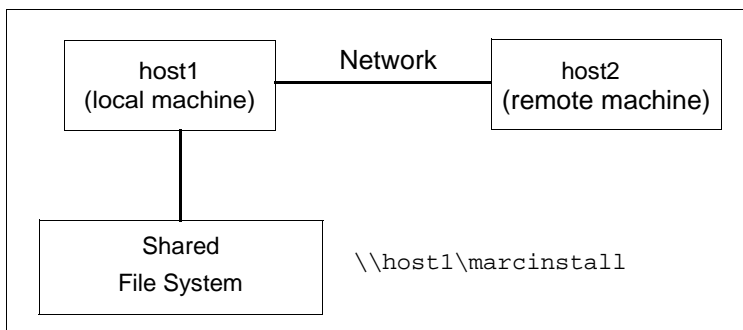 host1
(local machine)
Network
host2
(remote machine)
Shared
File System
\\host1\marcinstall